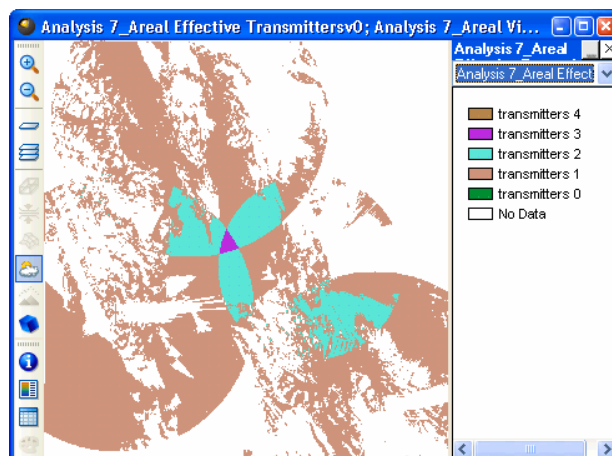 Analysis 7_Areal Effective Transmittersv0; Analysis 7_Areal Vi...
Analysis 7_Areal
Analysis 7_Areal Effect
transmitters 4
transmitters 3
transmitters 2
transmitters 1
transmitters 0
No Data